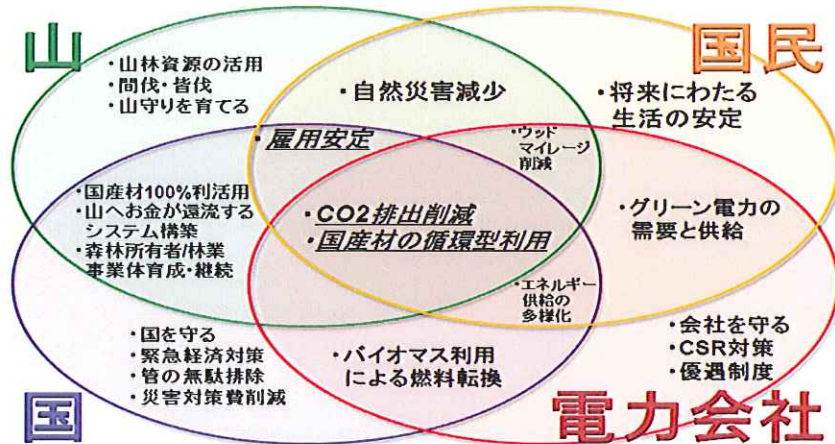 山
国民
・山林資源の活用
・間伐・皆伐
・山守りを育てる
・自然災害減少
・将来にわたる
生活の安定
・雇用安定
・ウッド
マイレージ
削減
・国産材100%利活用
・山へお金が還流する
システム構築
・森林所有者/林業
事業体育成・継続
・CO2排出削減
・国産材の循環型利用
・グリーン電力の
需要と供給
・エネルギー
供給の
多様化
・国を守る
・緊急経済対策
・管の無駄排除
・災害対策費削減
・バイオマス利用
による燃料転換
・会社を守る
・CSR対策
・優遇制度
国
電力会社